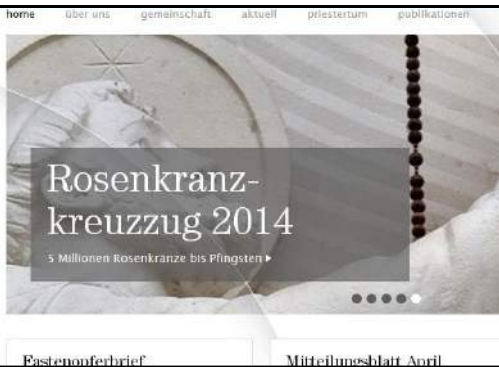 home über uns gemeinschaft aktuell priestertum publikationen
Rosenkranz-
kreuzzug 2014
5 Millionen Rosenkränze bis Pfingsten ▸
Fastenopferbrief Mitteilungsblatt April